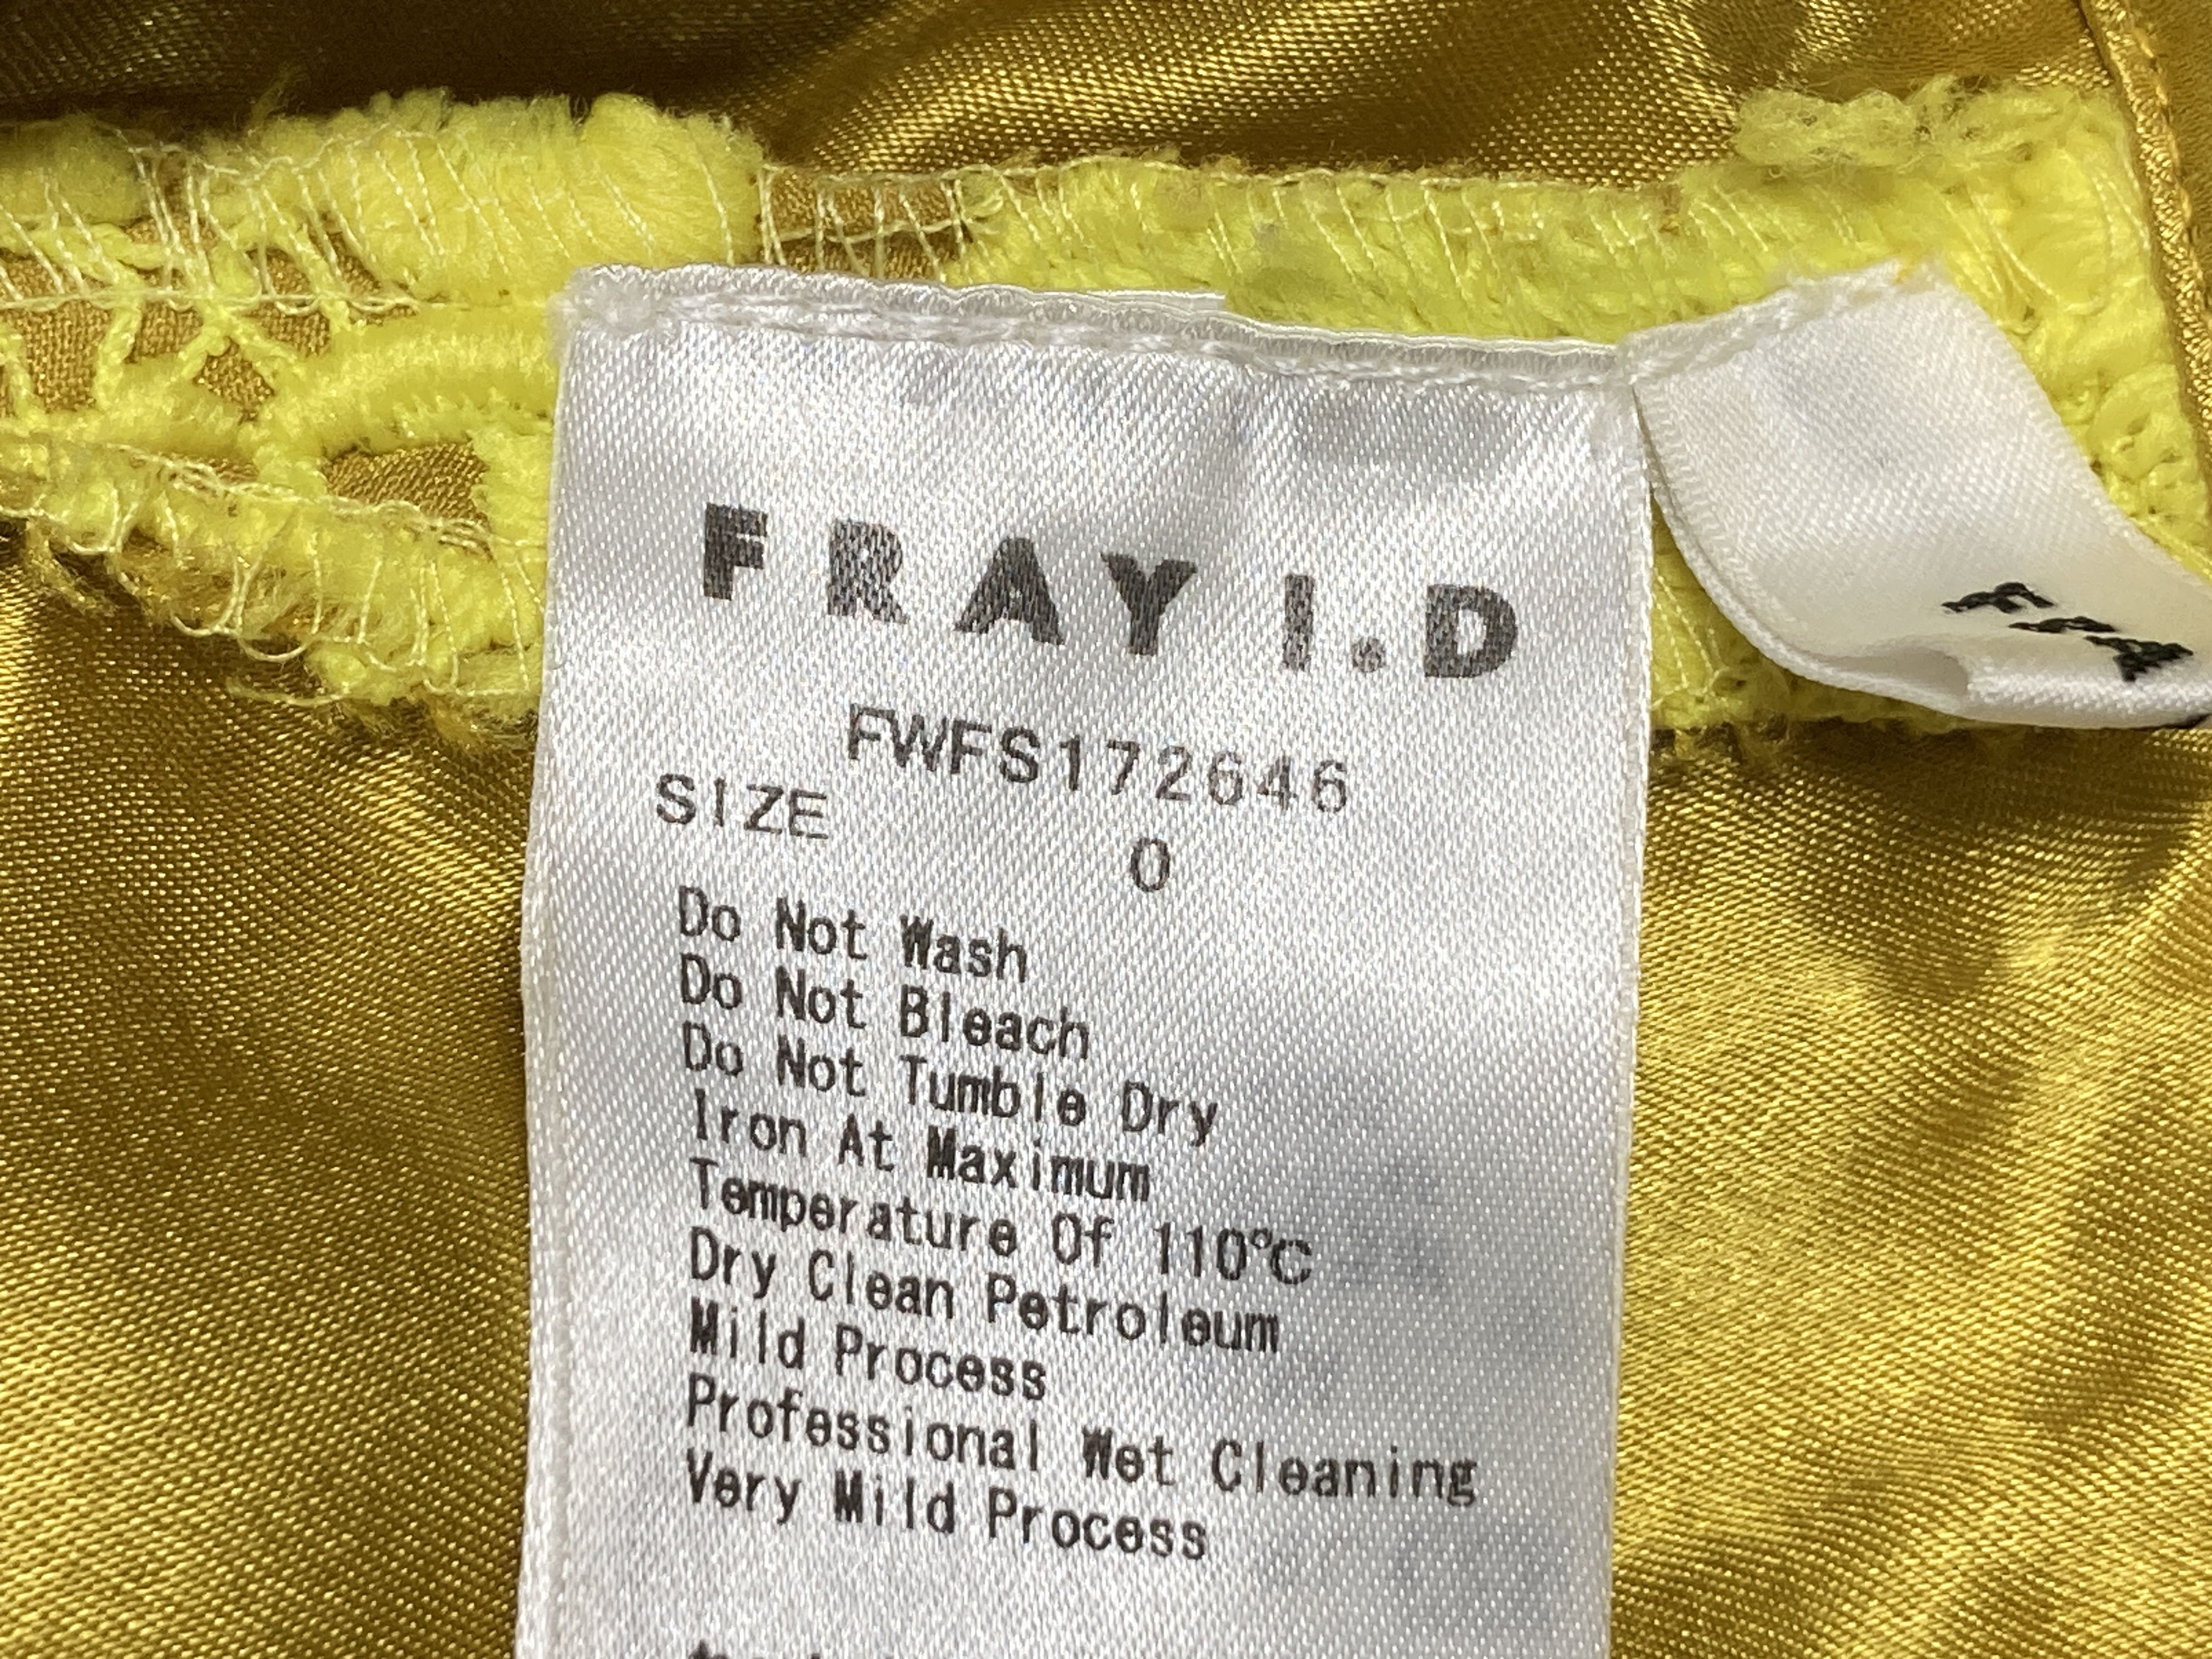 FRAY I.D
FWFS172646
SIZE 0
Do Not Wash
Do Not Bleach
Do Not Tumble Dry
Iron At Maximum
Temperature Of 110℃
Dry Clean Petroleum
Mild Process
Professional Wet Cleaning
Very Mild Process